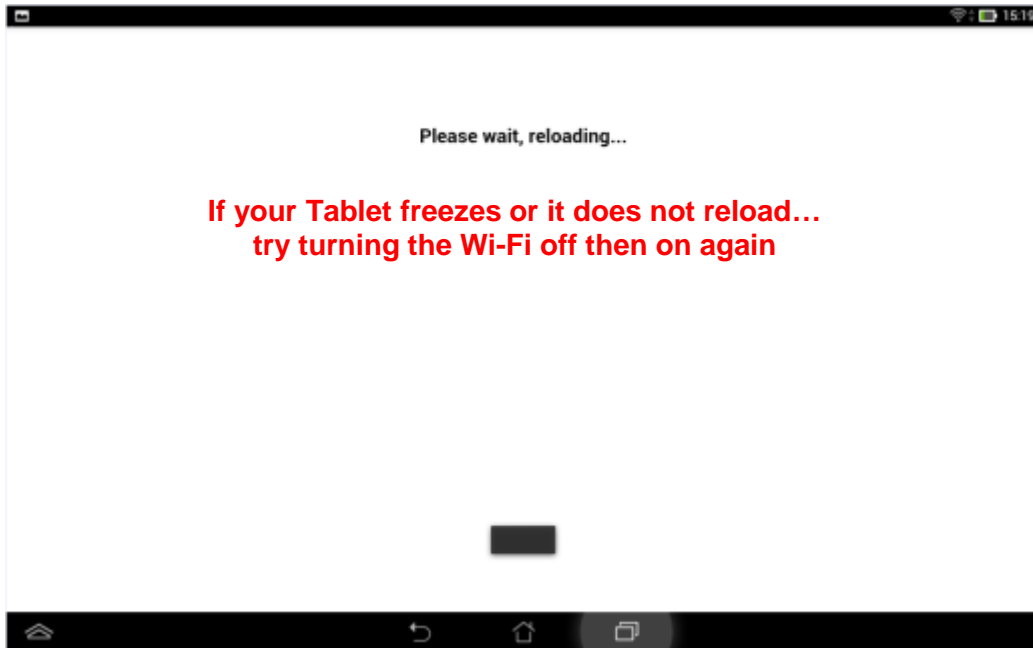 15:19
Please wait, reloading...
If your Tablet freezes or it does not reload…
try turning the Wi-Fi off then on again